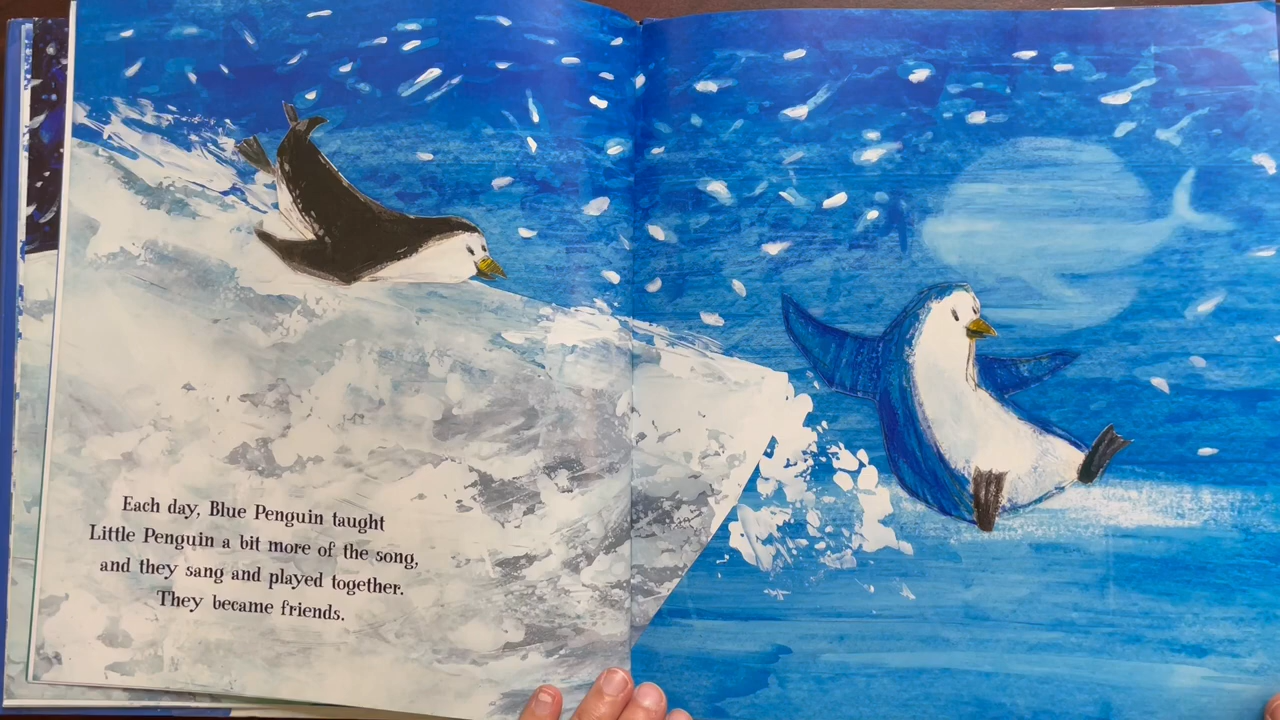 Each day, Blue Penguin taught
Little Penguin a bit more of the song,
and they sang and played together.
They became friends.